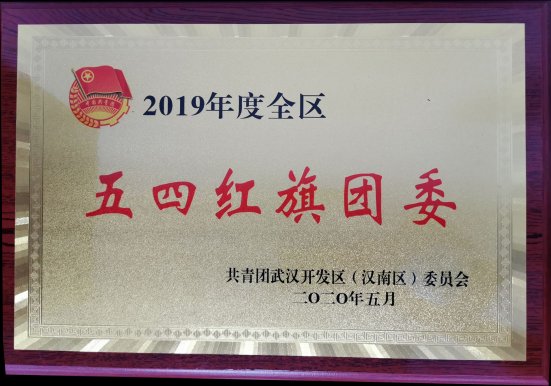 2019年度全区
五四红旗团委
共青团武汉开发区（汉南区）委员会
二〇二〇年五月